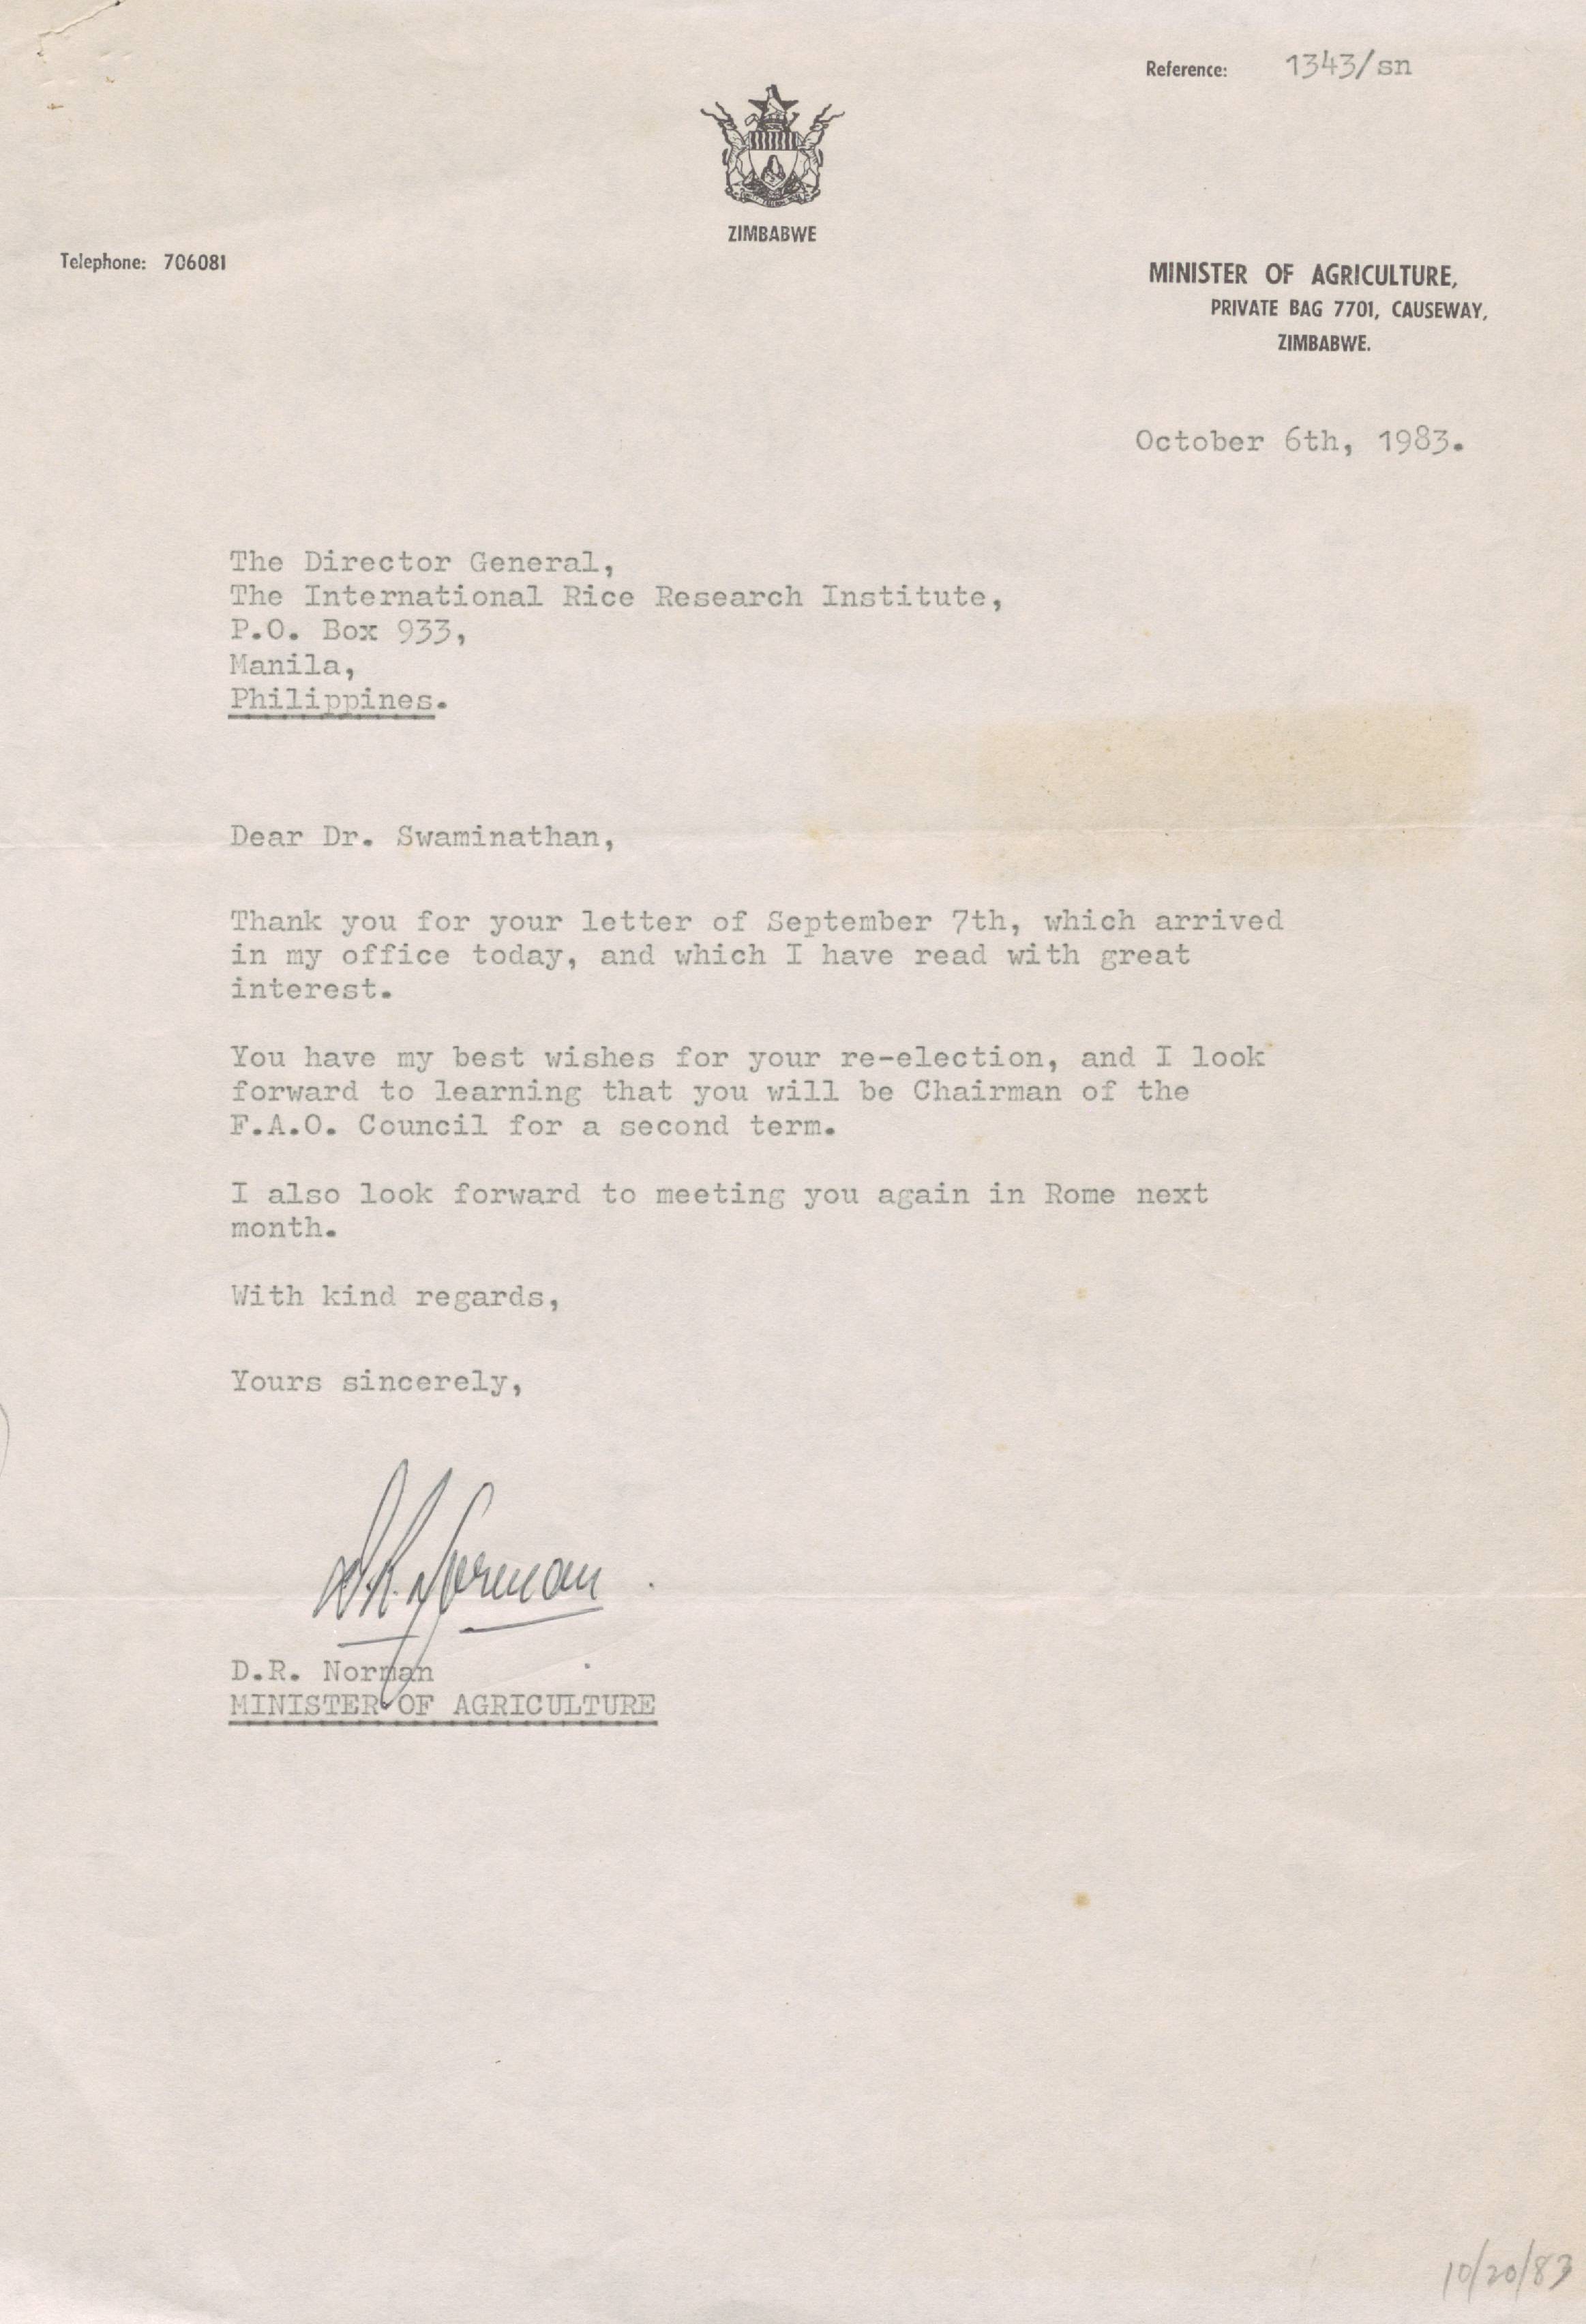 Reference: 1343/sn
ZIMBABWE
Telephone: 706081
MINISTER OF AGRICULTURE,
PRIVATE BAG 7701, CAUSEWAY,
ZIMBABWE.
October 6th, 1983.
The Director General,
The International Rice Research Institute,
P.O. Box 933,
Manila,
Philippines.
Dear Dr. Swaminathan,
Thank you for your letter of September 7th, which arrived
in my office today, and which I have read with great
interest.
You have my best wishes for your re-election, and I look
forward to learning that you will be Chairman of the
F.A.O. Council for a second term.
I also look forward to meeting you again in Rome next
month.
With kind regards,
Yours sincerely,
D.R. Norman
D.R. Norman
MINISTER OF AGRICULTURE
10/20/83